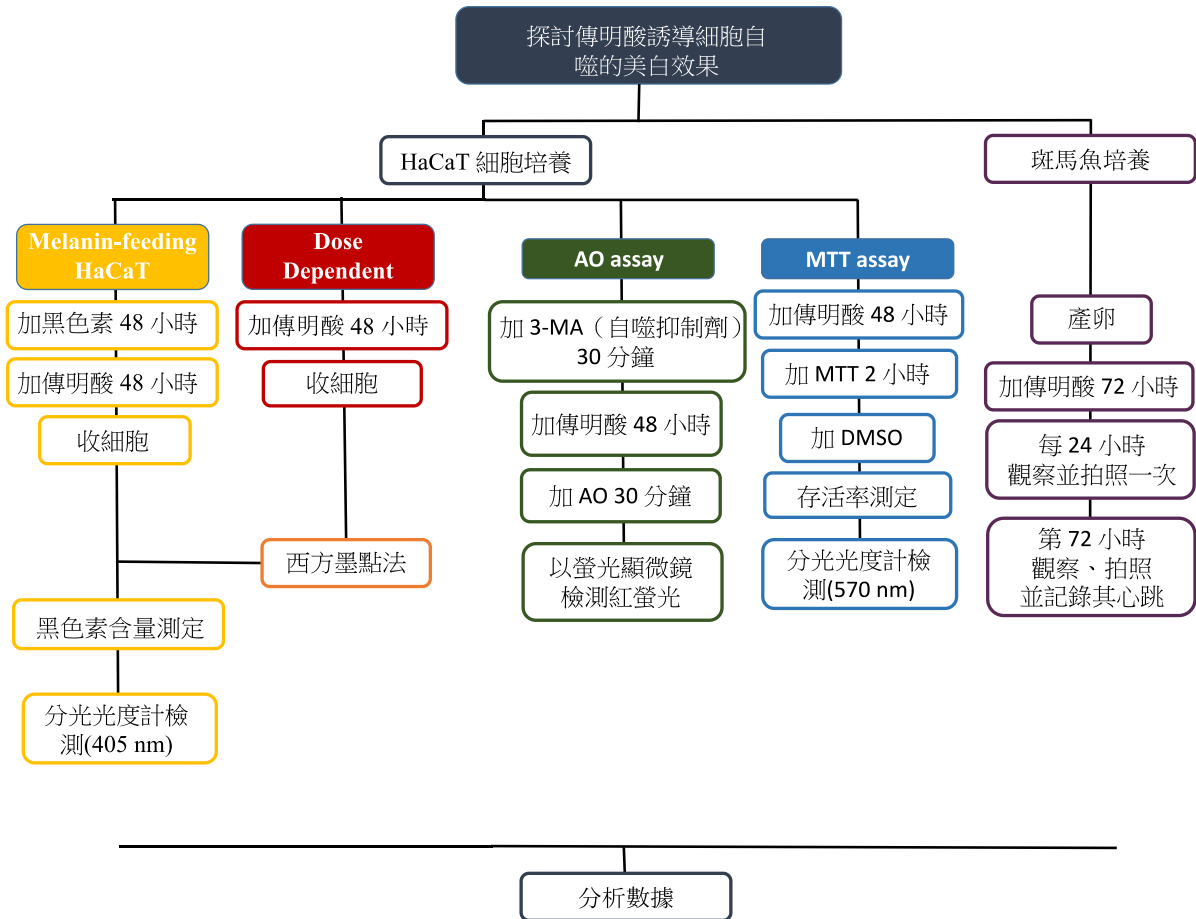 探討傳明酸誘導細胞自
噬的美白效果
HaCaT 細胞培養
斑馬魚培養
Melanin-feeding
HaCaT
加黑色素 48 小時
加傳明酸 48 小時
收細胞
黑色素含量測定
分光光度計檢
測(405 nm)
Dose
Dependent
加傳明酸 48 小時
收細胞
西方墨點法
AO assay
加 3-MA（自噬抑制劑）
30 分鐘
加傳明酸 48 小時
加 AO 30 分鐘
以螢光顯微鏡
檢測紅螢光
MTT assay
加傳明酸 48 小時
加 MTT 2 小時
加 DMSO
存活率測定
分光光度計檢
測(570 nm)
產卵
加傳明酸 72 小時
每 24 小時
觀察並拍照一次
第 72 小時
觀察、拍照
並記錄其心跳
分析數據